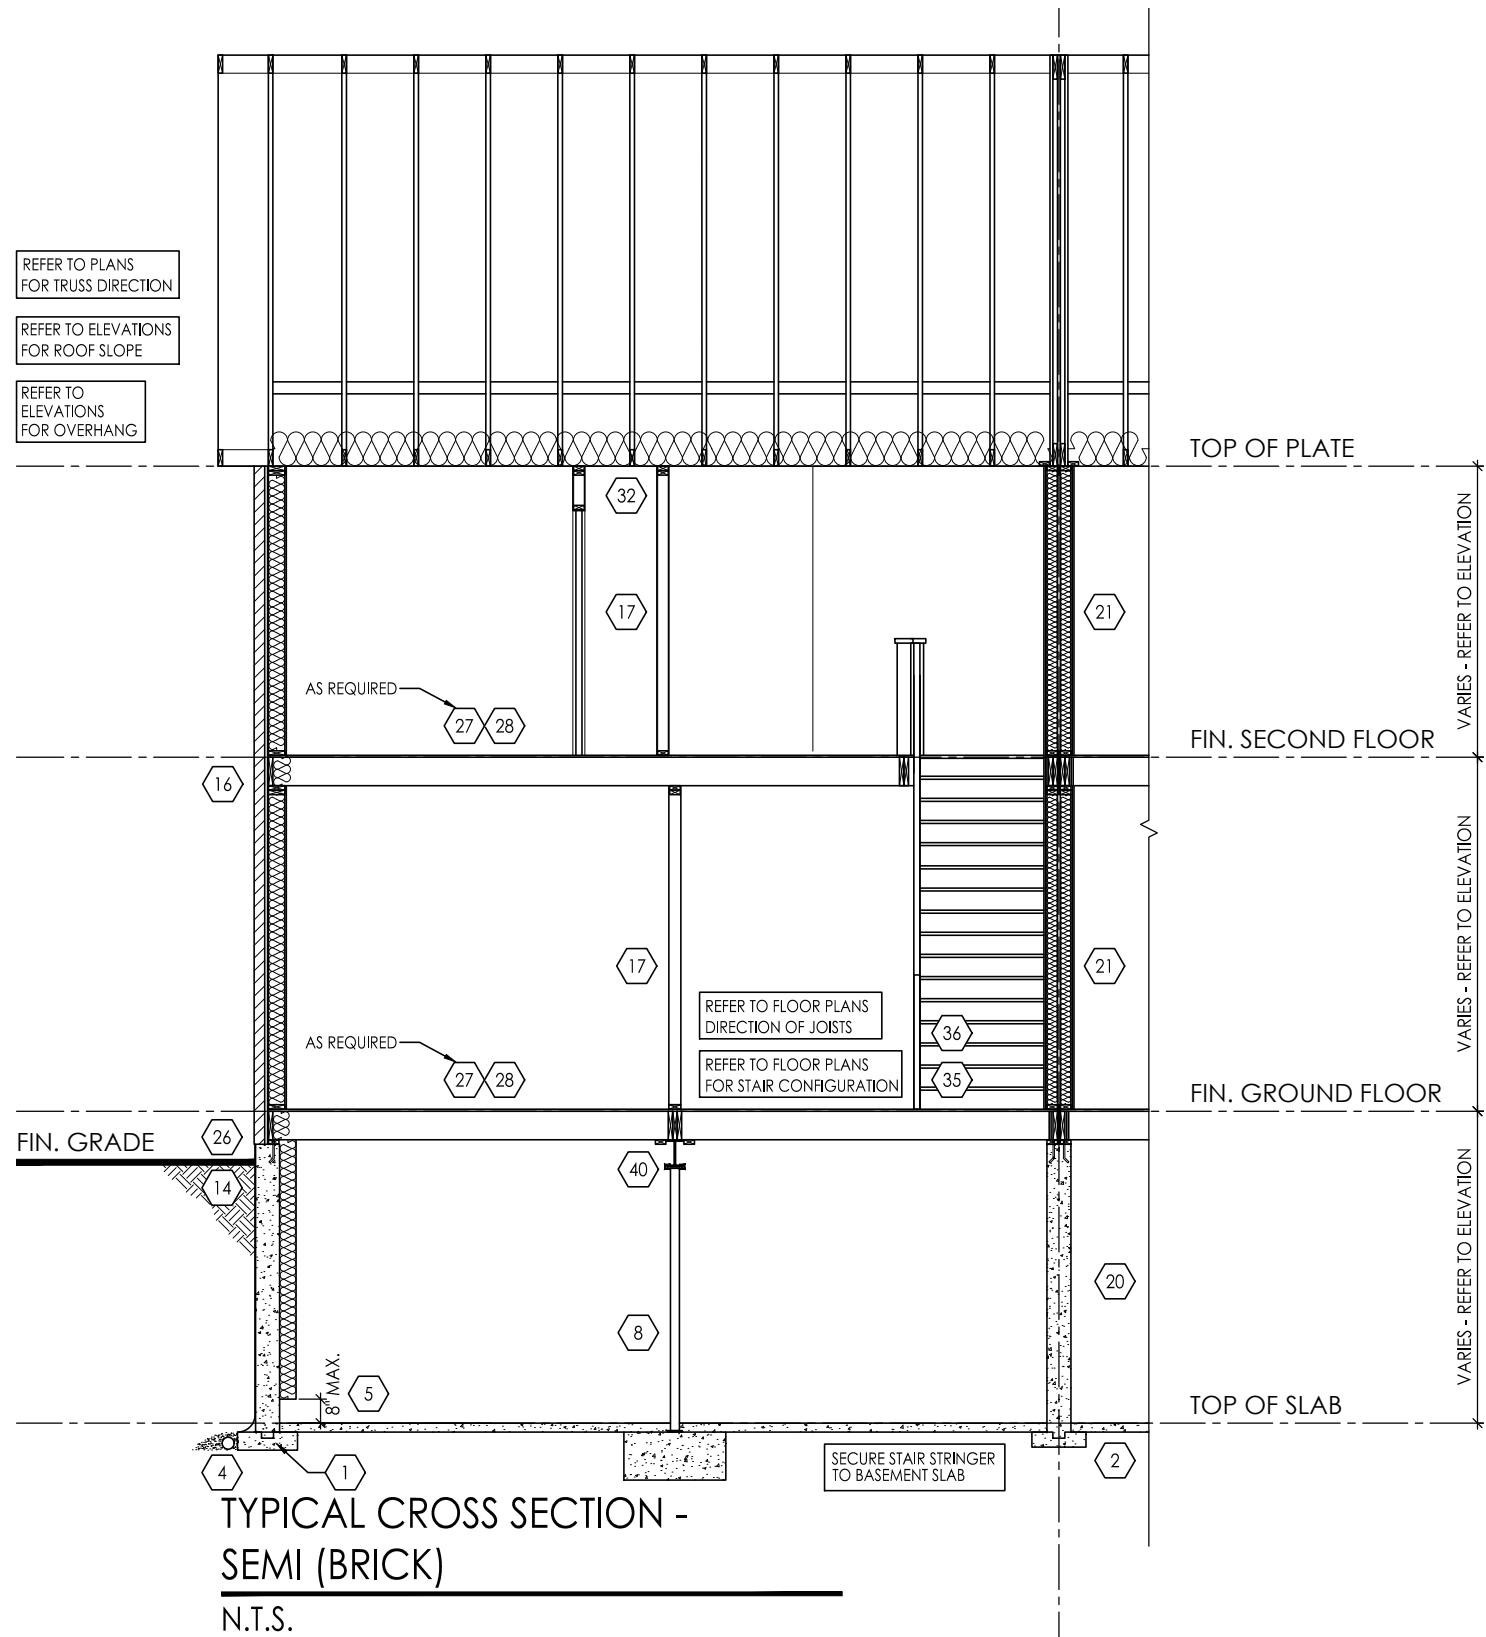 REFER TO PLANS
FOR TRUSS DIRECTION
REFER TO ELEVATIONS
FOR ROOF SLOPE
REFER TO
ELEVATIONS
FOR OVERHANG
TOP OF PLATE
32
17
21
VARIES - REFER TO ELEVATION
AS REQUIRED
27
28
FIN. SECOND FLOOR
16
17
21
VARIES - REFER TO ELEVATION
REFER TO FLOOR PLANS
DIRECTION OF JOISTS
36
AS REQUIRED
27
28
REFER TO FLOOR PLANS
FOR STAIR CONFIGURATION
35
FIN. GROUND FLOOR
26
FIN. GRADE
14
40
20
VARIES - REFER TO ELEVATION
8
8" MAX.
5
TOP OF SLAB
4
1
SECURE STAIR STRINGER
TO BASEMENT SLAB
2
TYPICAL CROSS SECTION -
SEMI (BRICK)
N.T.S.